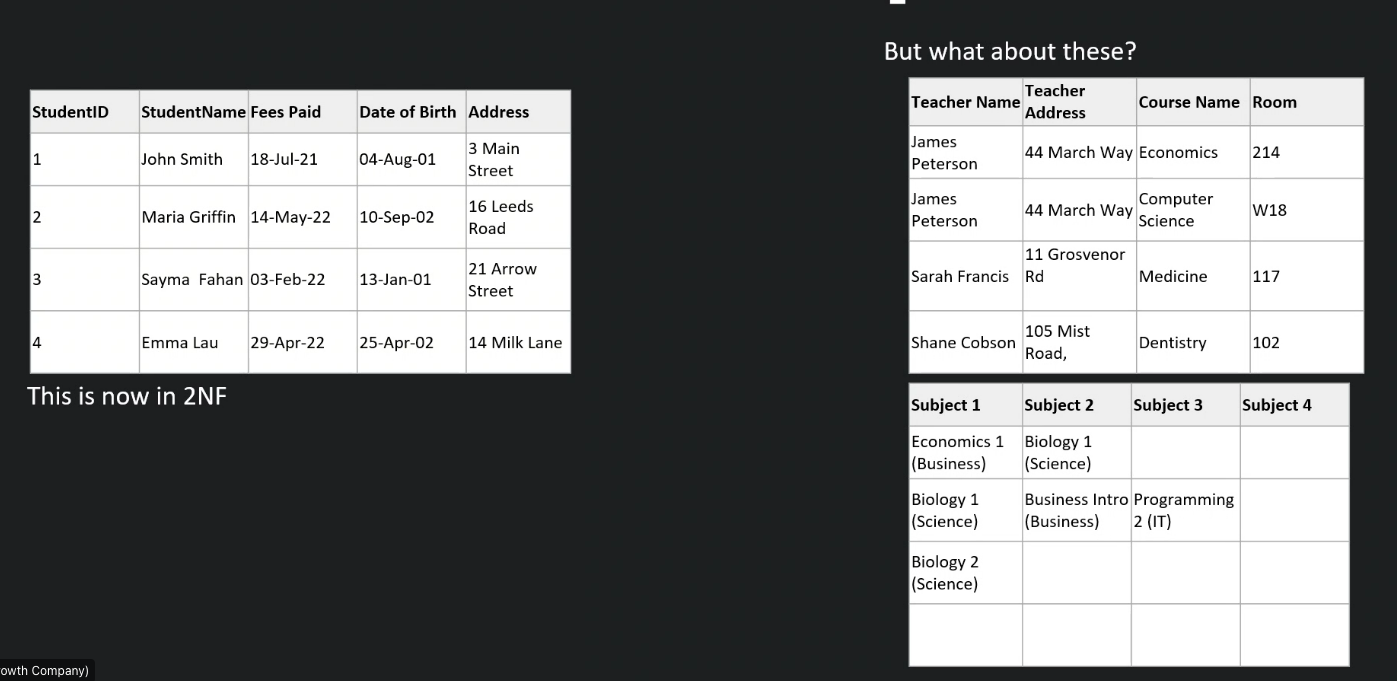 But what about these?
StudentID StudentName Fees Paid Date of Birth Address
1 John Smith 18-Jul-21 04-Aug-01 3 Main
Street
2 Maria Griffin 14-May-22 10-Sep-02 16 Leeds
Road
3 Sayma  Fahan 03-Feb-22 13-Jan-01 21 Arrow
Street
4 Emma Lau 29-Apr-22 25-Apr-02 14 Milk Lane
This is now in 2NF
Teacher Name Teacher
Address Course Name Room
James
Peterson 44 March Way Economics 214
James
Peterson 44 March Way Computer
Science W18
Sarah Francis 11 Grosvenor
Rd Medicine 117
Shane Cobson 105 Mist
Road, Dentistry 102
Subject 1 Subject 2 Subject 3 Subject 4
Economics 1 Biology 1
(Business) (Science)
Biology 1 Business Intro Programming
(Science) (Business) 2 (IT)
Biology 2
(Science)
owth Company)